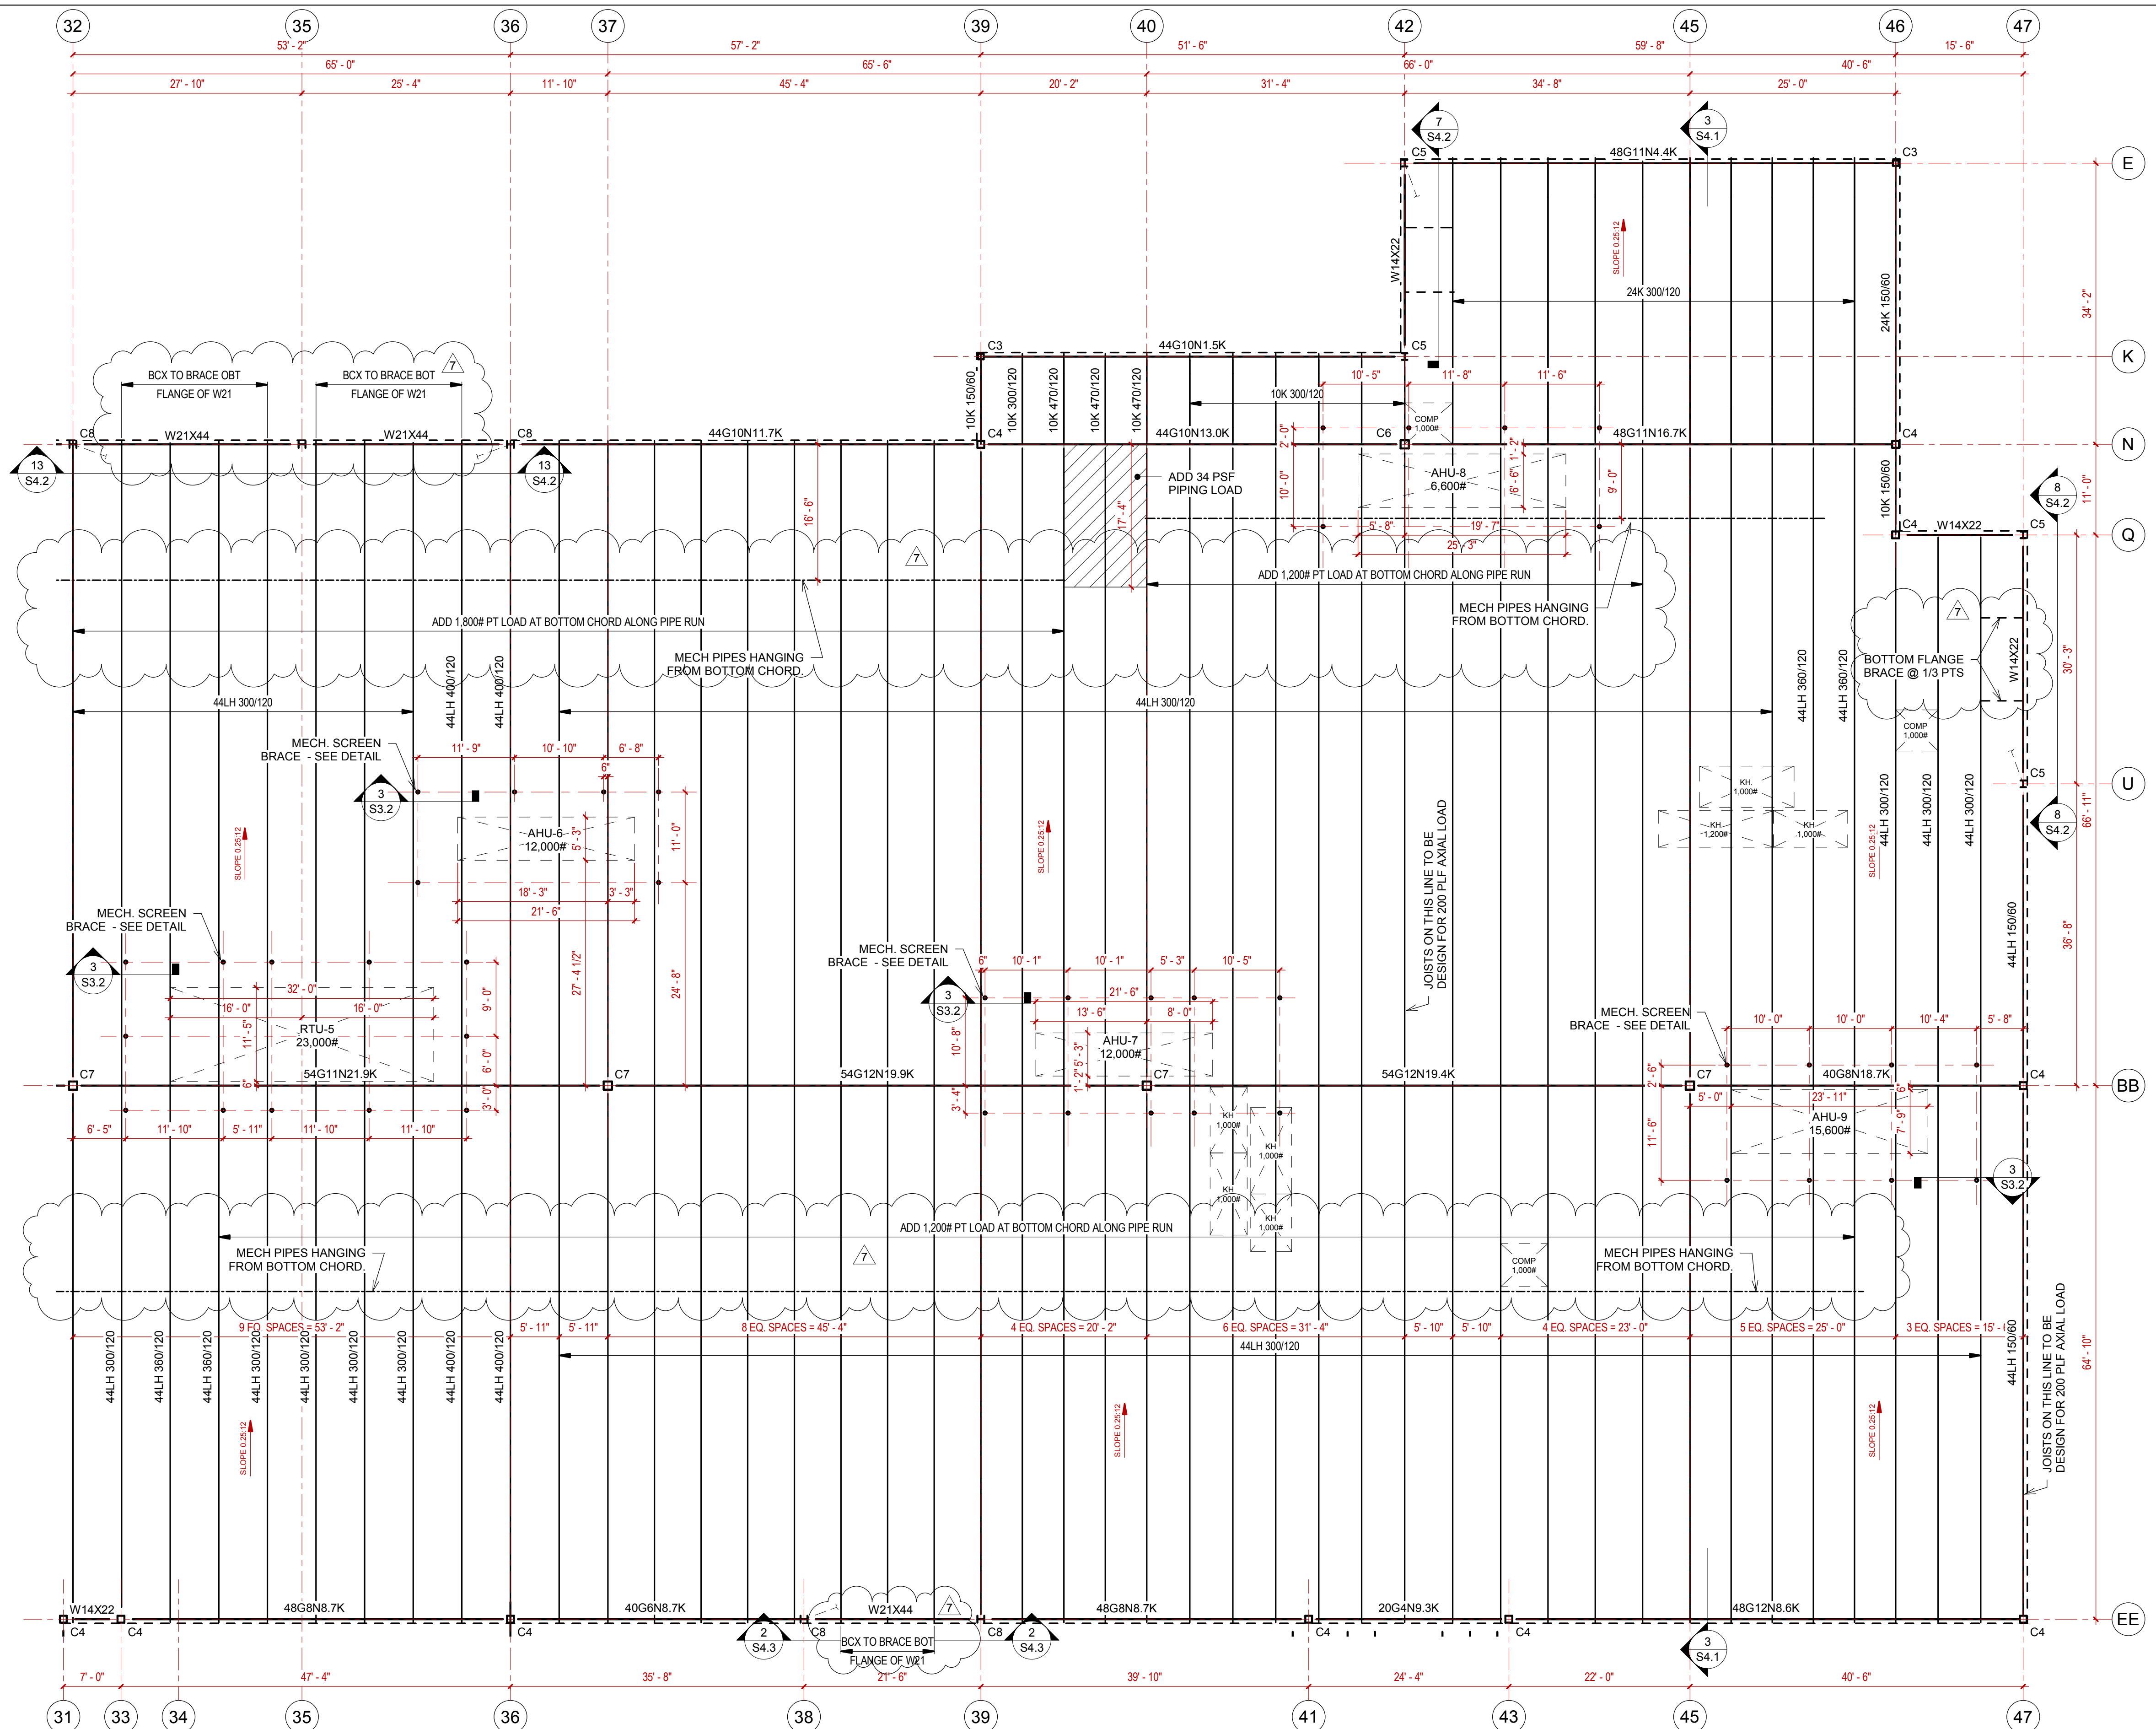 32
35
36
37
39
40
42
45
46
47
53' - 2"
57' - 2"
51' - 6"
59' - 8"
15' - 6"
65' - 0"
65' - 6"
66' - 0"
40' - 6"
27' - 10"
25' - 4"
11' - 10"
45' - 4"
20' - 2"
31' - 4"
34' - 8"
25' - 0"
7
S4.2
3
S4.1
C5
48G11N4.4K
C3
E
W14X22
SLOPE 0.25:12
24K 300/120
24K 150/60
34' - 2"
C3
44G10N1.5K
C5
K
BCX TO BRACE OBT
FLANGE OF W21
BCX TO BRACE BOT
FLANGE OF W21
7
10K 150/60
10K 300/120
10K 470/120
10K 470/120
10K 470/120
10K 300/120
10' - 5"
11' - 8"
11' - 6"
COMP
1,000#
C8
W21X44
W21X44
C8
44G10N11.7K
C4
44G10N13.0K
C6
48G11N16.7K
C4
N
13
S4.2
13
S4.2
2' - 0"
10' - 0"
1' - 2"
6' - 6"
9' - 0"
AHU-8
6,600#
ADD 34 PSF
PIPING LOAD
16' - 6"
17' - 4"
5' - 8"
19' - 7"
25' - 3"
10K 150/60
11' - 0"
8
S4.2
C4
W14X22
C5
Q
7
ADD 1,200# PT LOAD AT BOTTOM CHORD ALONG PIPE RUN
MECH PIPES HANGING
FROM BOTTOM CHORD.
ADD 1,800# PT LOAD AT BOTTOM CHORD ALONG PIPE RUN
MECH PIPES HANGING
FROM BOTTOM CHORD.
7
BOTTOM FLANGE
BRACE @ 1/3 PTS
W14X22
30' - 3"
44LH 400/120
44LH 400/120
44LH 360/120
44LH 360/120
44LH 300/120
44LH 300/120
COMP
1,000#
MECH. SCREEN
BRACE - SEE DETAIL
11' - 9"
10' - 10"
6' - 8"
6"
3
S3.2
AHU-6
12,000#
5' - 3"
11' - 0"
18' - 3"
3' - 3"
21' - 6"
27' - 4 1/2"
24' - 8"
SLOPE 0.25:12
SLOPE 0.25:12
SLOPE 0.25:12
KH
1,000#
KH
1,200#
KH
1,000#
44LH 300/120
44LH 300/120
44LH 300/120
C5
U
8
S4.2
66' - 11"
36' - 8"
JOISTS ON THIS LINE TO BE
DESIGN FOR 200 PLF AXIAL LOAD
44LH 150/60
MECH. SCREEN
BRACE - SEE DETAIL
3
S3.2
32' - 0"
16' - 0"
16' - 0"
11' - 5"
6"
RTU-5
23,000#
9' - 0"
6' - 0"
3' - 0"
MECH. SCREEN
BRACE - SEE DETAIL
3
S3.2
6"
10' - 1"
10' - 1"
5' - 3"
10' - 5"
21' - 6"
13' - 6"
8' - 0"
10' - 8"
3' - 4"
1' - 2"
5' - 3"
AHU-7
12,000#
MECH. SCREEN
BRACE - SEE DETAIL
10' - 0"
10' - 0"
10' - 4"
5' - 8"
C7
54G11N21.9K
C7
54G12N19.9K
C7
54G12N19.4K
C7
40G8N18.7K
C4
BB
2' - 6"
11' - 6"
5' - 0"
23' - 11"
6"
7' - 9"
AHU-9
15,600#
3
S3.2
6' - 5"
11' - 10"
5' - 11"
11' - 10"
11' - 10"
KH
1,000#
KH
1,000#
KH
1,000#
KH
1,000#
ADD 1,200# PT LOAD AT BOTTOM CHORD ALONG PIPE RUN
7
MECH PIPES HANGING
FROM BOTTOM CHORD.
COMP
1,000#
MECH PIPES HANGING
FROM BOTTOM CHORD.
SPACES = 53' - 2"
5' - 11"
5' - 11"
8 EQ. SPACES = 45' - 4"
4 EQ. SPACES = 20' - 2"
6 EQ. SPACES = 31' - 4"
5' - 10"
5' - 10"
4 EQ. SPACES = 23' - 0"
5 EQ. SPACES = 25' - 0"
3 EQ. SPACES = 15' -
44LH 300/120
44LH 300/120
44LH 360/120
44LH 360/120
44LH 300/120
44LH 300/120
44LH 300/120
44LH 300/120
44LH 400/120
44LH 400/120
44LH 150/60
64' - 10"
JOISTS ON THIS LINE TO BE
DESIGN FOR 200 PLF AXIAL LOAD
SLOPE 0.25:12
SLOPE 0.25:12
SLOPE 0.25:12
W14X22
48G8N8.7K
40G6N8.7K
W21X44
7
48G8N8.7K
20G4N9.3K
48G12N8.6K
C4
C4
C4
C8
C8
C4
C4
C4
EE
2
S4.3
BCX TO BRACE BOT
FLANGE OF W21
2
S4.3
3
S4.1
7' - 0"
47' - 4"
35' - 8"
21' - 6"
39' - 10"
24' - 4"
22' - 0"
40' - 6"
31
33
34
35
36
38
39
41
43
45
47